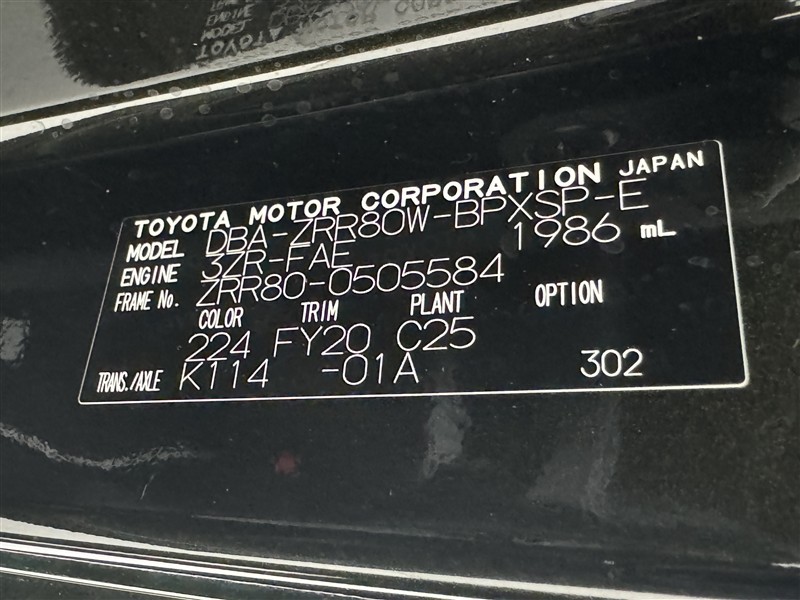 TOYOTA MOTOR CORPORATION JAPAN
MODEL DBA-ZRR80W-BPXSP-E
ENGINE 3ZR-FAE 1986 mL
FRAME No. ZRR80-0505584
COLOR TRIM PLANT OPTION
224 FY20 C25
TRANS./AXLE K114 -01A 302